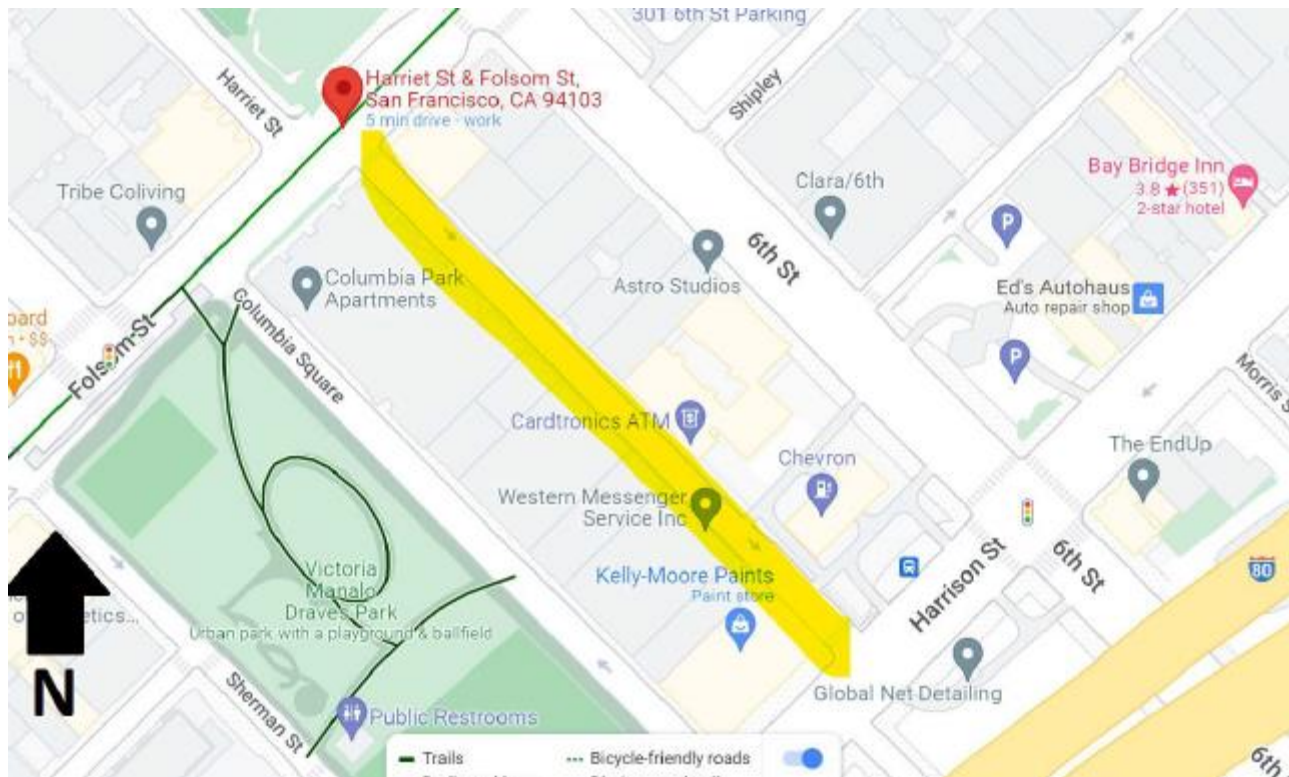 301 6th St Parking
Harriet St & Folsom St,
San Francisco, CA 94103
5 min drive · work
Harriet St
Shipley
Tribe Coliving
Clara/6th
Bay Bridge Inn
3.8 ★ (351)
2-star hotel
6th St
Columbia Park
Apartments
Astro Studios
Ed's Autohaus
Auto repair shop
Columbia Square
Folsom St
Morris
Cardtronics ATM
Chevron
The EndUp
Western Messenger
Service Inc
Kelly-Moore Paints
Paint store
Harrison St
6th St
80
Victoria
Manalo
Draves Park
Urban park with a playground & ballfield
N
Sherman St
Public Restrooms
Global Net Detailing
Trails
Bicycle-friendly roads
6th
P
P